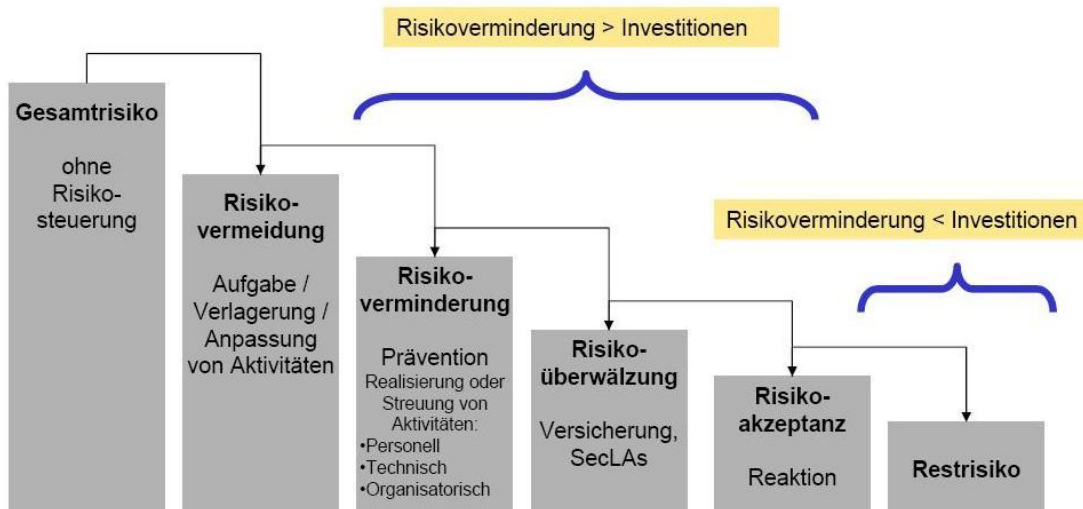 Risikoverminderung > Investitionen
Gesamtrisiko
ohne
Risiko-
steuerung
Risiko-
vermeidung
Aufgabe /
Verlagerung /
Anpassung
von Aktivitäten
Risikoverminderung < Investitionen
Risiko-
verminderung
Prävention
Realisierung oder
Streuung von
Aktivitäten:
•Personell
•Technisch
•Organisatorisch
Risiko-
überwälzung
Versicherung,
SecLAs
Risiko-
akzeptanz
Reaktion
Restrisiko